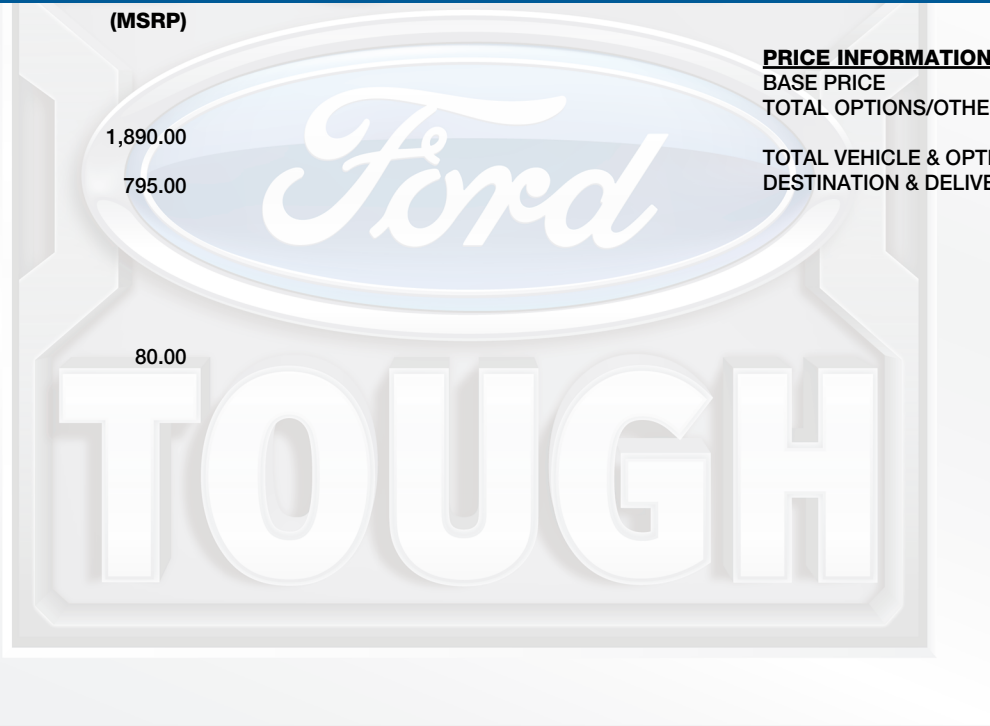 (MSRP)
1,890.00
795.00
80.00
PRICE INFORMATION
BASE PRICE
TOTAL OPTIONS/OTHE
TOTAL VEHICLE & OPTI
DESTINATION & DELIVE
Ford
TOUGH